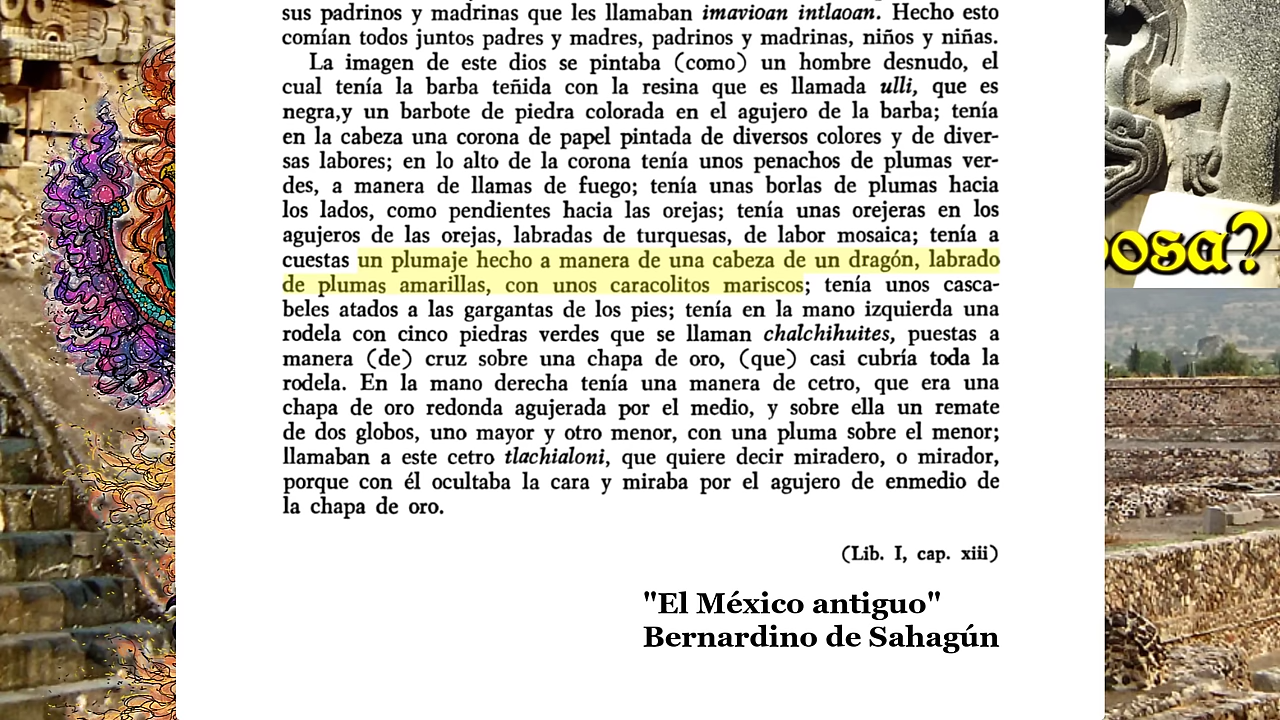 sus padrinos y madrinas que les llamaban imavioan intlaoan. Hecho esto
comían todos juntos padres y madres, padrinos y madrinas, niños y niñas.
La imagen de este dios se pintaba (como) un hombre desnudo, el
cual tenía la barba teñida con la resina que es llamada ulli, que es
negra,y un barbote de piedra colorada en el agujero de la barba; tenía
en la cabeza una corona de papel pintada de diversos colores y de diver-
sas labores; en lo alto de la corona tenía unos penachos de plumas ver-
des, a manera de llamas de fuego; tenía unas borlas de plumas hacia
los lados, como pendientes hacia las orejas; tenía unas orejeras en los
agujeros de las orejas, labradas de turquesas, de labor mosaica; tenía a
cuestas un plumaje hecho a manera de una cabeza de un dragón, labrado
de plumas amarillas, con unos caracolitos mariscos; tenía unos casca-
beles atados a las gargantas de los pies; tenía en la mano izquierda una
rodela con cinco piedras verdes que se llaman chalchihuites, puestas a
manera (de) cruz sobre una chapa de oro, (que) casi cubría toda la
rodela. En la mano derecha tenía una manera de cetro, que era una
chapa de oro redonda agujerada por el medio, y sobre ella un remate
de dos globos, uno mayor y otro menor, con una pluma sobre el menor;
llamaban a este cetro tlachialoni, que quiere decir miradero, o mirador,
porque con él ocultaba la cara y miraba por el agujero de enmedio de
la chapa de oro.
(Lib. I, cap. xiii)
"El México antiguo"
Bernardino de Sahagún
osa?